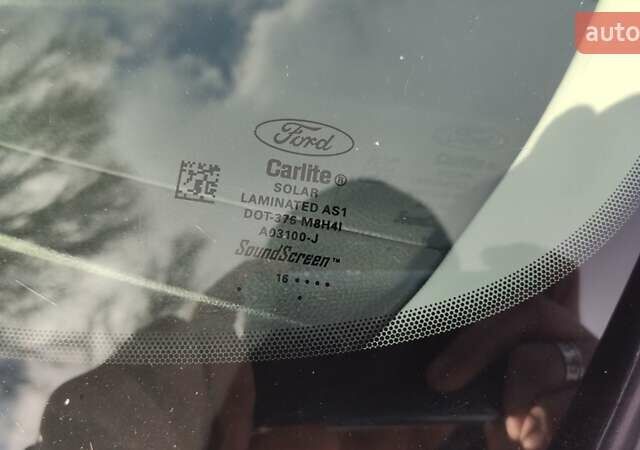 auto
Ford
Carlite®
SOLAR
LAMINATED AS1
DOT-376 M8H4I
A03100-J
SoundScreen™
16 ••••